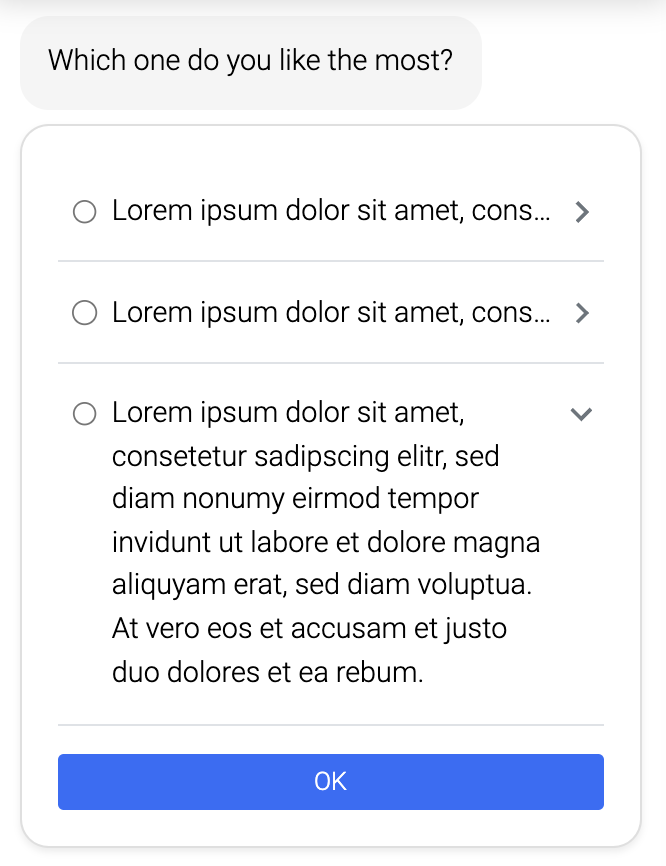 Which one do you like the most?
Lorem ipsum dolor sit amet, cons...
Lorem ipsum dolor sit amet, cons...
Lorem ipsum dolor sit amet,
consetetur sadipscing elitr, sed
diam nonumy eirmod tempor
invidunt ut labore et dolore magna
aliquyam erat, sed diam voluptua.
At vero eos et accusam et justo
duo dolores et ea rebum.
OK